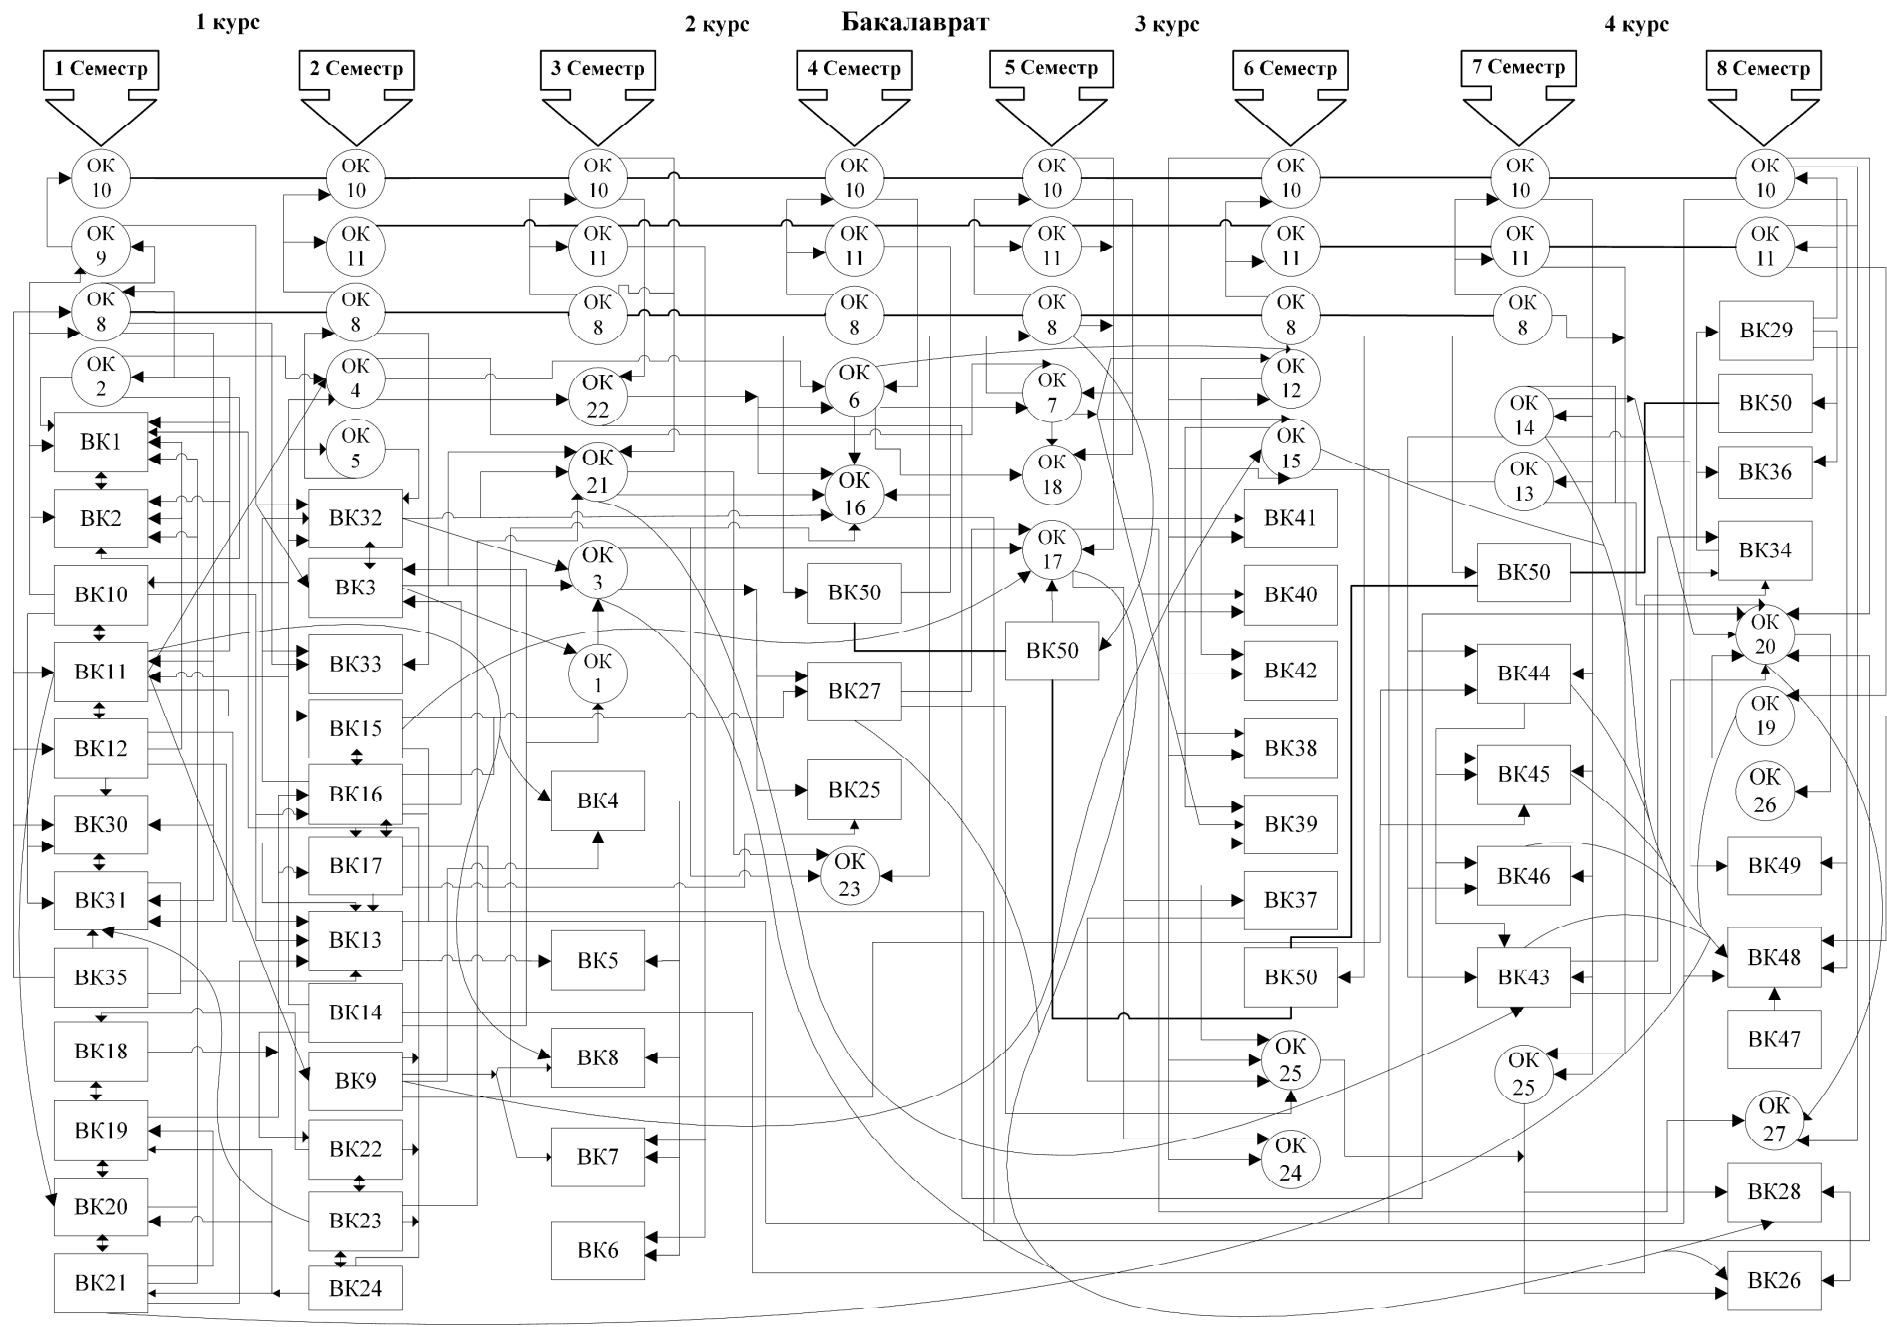 1 курс
2 курс
Бакалаврат
3 курс
4 курс
1 Семестр
2 Семестр
3 Семестр
4 Семестр
5 Семестр
6 Семестр
7 Семестр
8 Семестр
ОК
10
ОК
9
ОК
8
ОК
2
ВК1
ВК2
ВК10
ВК11
ВК12
ВК30
ВК31
ВК35
ВК18
ВК19
ВК20
ВК21
ОК
10
ОК
11
ОК
8
ОК
4
ОК
5
ВК32
ВК3
ВК33
ВК15
ВК16
ВК17
ВК13
ВК14
ВК9
ВК22
ВК23
ВК24
ОК
10
ОК
11
ОК
8
ОК
22
ОК
21
ОК
3
ОК
1
ВК4
ВК5
ВК8
ВК7
ВК6
ОК
10
ОК
11
ОК
8
ОК
6
ОК
16
ВК50
ВК27
ВК25
ОК
23
ОК
10
ОК
11
ОК
8
ОК
7
ОК
18
ОК
17
ВК50
ОК
10
ОК
11
ОК
8
ОК
12
ОК
15
ВК41
ВК40
ВК42
ВК38
ВК39
ВК37
ВК50
ОК
25
ОК
24
ОК
10
ОК
11
ОК
8
ОК
14
ОК
13
ВК50
ВК44
ВК45
ВК46
ВК43
ОК
25
ОК
10
ОК
11
ВК29
ВК50
ВК36
ВК34
ОК
20
ОК
19
ОК
26
ВК49
ВК48
ВК47
ОК
27
ВК28
ВК26